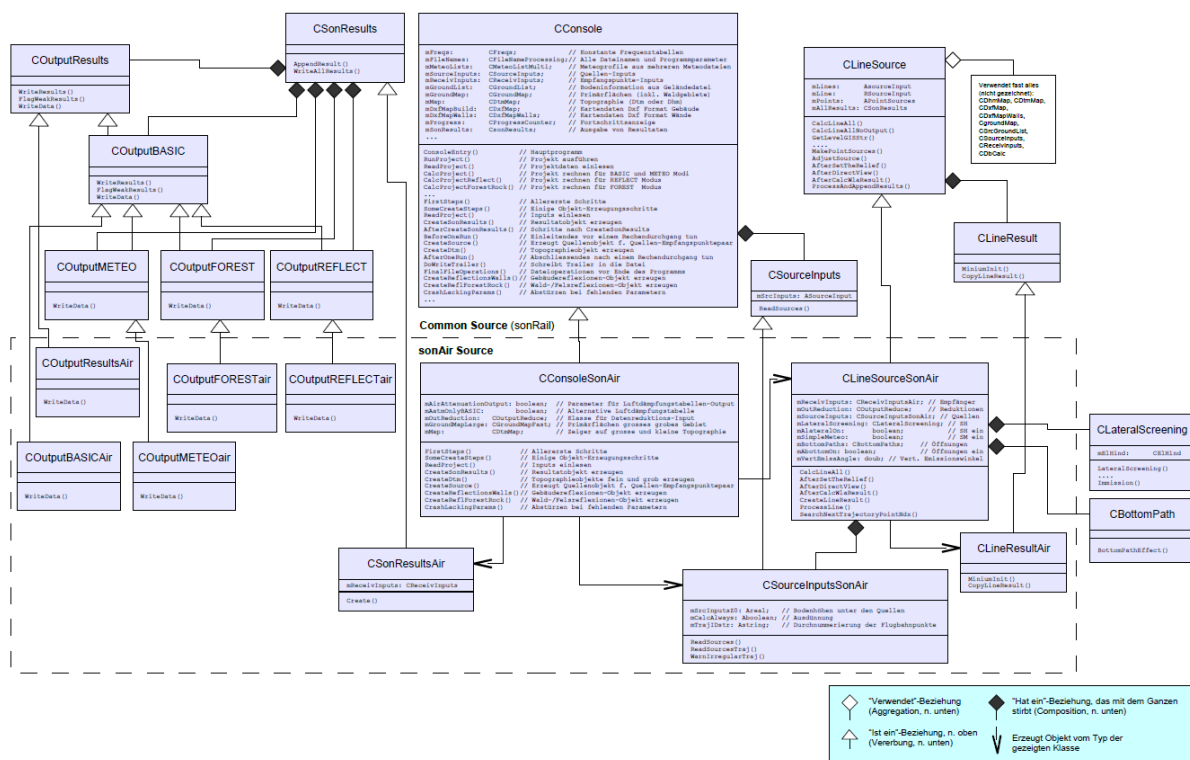 COutputResults
WriteResults()
FlagWeakResults()
WriteData()
CSonResults
AppendResult()
WriteAllResults()
COutputBASIC
WriteResults()
FlagWeakResults()
WriteData()
COutputMETEO
WriteData()
COutputFOREST
WriteData()
COutputREFLECT
WriteData()
CConsole
mFreqs: CFreqs; // Konstante Frequenztabellen
mFileNames: CFileNameProcessing; // Alle Dateinamen und Programmparameter
mMeteoLists: CMeteoListMulti; // Meteoprofile aus mehreren Meteodateien
mSourceInputs: CSourceInputs; // Quellen-Inputs
mReceivInputs: CReceivInputs; // Empfangspunkte-Inputs
mGroundList: CGroundList; // Bodeninformation aus Geländedatei
mGroundMap: CGroundMap; // Primärflächen (inkl. Waldgebiete)
mMap: CDtmMap; // Topographie (Dtm oder Dhm)
mDxfMapBuild: CDxfMap; // Kartendaten Dxf Format Gebäude
mDxfMapWalls: CDxfMapWalls; // Kartendaten Dxf Format Wände
mProgress: CProgressCounter; // Fortschrittsanzeige
mSonResults: CsonResults; // Ausgabe von Resultaten
...
ConsoleEntry() // Hauptprogramm
RunProject() // Projekt ausführen
ReadProject() // Projektdaten einlesen
CalcProject() // Projekt rechnen für BASIC und METEO Modi
CalcProjectReflect() // Projekt rechnen für REFLECT Modus
CalcProjectForestRock() // Projekt rechnen für FOREST Modus
...
FirstSteps() // Allererste Schritte
SomeCreateSteps() // Einige Objekt-Erzeugungsschritte
ReadProject() // Inputs einlesen
CreateSonResults() // Resultatobjekt erzeugen
AfterCreateSonResults() // Schritte nach CreateSonResults
BeforeOneRun() // Einleitendes vor einem Rechendurchgang tun
CreateSource() // Erzeugt Quellenobjekt f. Quellen-Empfangspunktepaar
CreateDtm() // Topographieobjekt erzeugen
AfterOneRun() // Abschliessendes nach einem Rechendurchgang tun
DoWriteTrailer() // Schreibt Trailer in die Datei
FinalFileOperations() // Dateioperationen vor Ende des Programms
CreateReflectionsWalls() // Gebäudereflexionen-Objekt erzeugen
CreateReflForestRock() // Wald-/Felsreflexionen-Objekt erzeugen
CrashLackingParams() // Abstürzen bei fehlenden Parametern
...
CLineSource
mLines: AsourceInput
mLine: RSourceInput
mPoints: APointSources
mAllResults: CSonResults
CalcLineAll()
CalcLineAllNoOutput()
GetLevelGISStr()
....
MakePointSources()
AdjustSource()
AfterSetTheRelief()
AfterDirectView()
AfterCalcWlsResult()
ProcessAndAppendResults()
Verwendet fast alles
(nicht gezeichnet):
CDhmMap, CDtmMap,
CDxfMap,
CDxfMapWalls,
CgroundMap,
CSrcGroundList,
CSourceInputs,
CReceivInputs,
CDbCalc
CSourceInputs
mSrcInputs: ASourceInput
ReadSources()
CLineResult
MiniumInit()
CopyLineResult()
Common Source (sonRail)
sonAir Source
COutputResultsAir
WriteData()
COutputFORESTair
WriteData()
COutputREFLECTair
WriteData()
COutputBASICAir
WriteData()
COutputMETEOair
WriteData()
CConsoleSonAir
mAirAttenuationOutput: boolean; // Parameter für Luftdämpfungstabellen-Output
mAatmOnlyBASIC: boolean; // Alternative Luftdämpfungstabelle
mOutReduction: COutputReduce; // Klasse für Datenreduktions-Input
mGroundMapLarge: CGroundMapFast; // Primärflächen grosses grobes Gebiet
mMap: CDtmMap; // Zeiger auf grosse und kleine Topographie
FirstSteps() // Allererste Schritte
SomeCreateSteps() // Einige Objekt-Erzeugungsschritte
ReadProject() // Inputs einlesen
CreateSonResults() // Resultatobjekt erzeugen
CreateDtm() // Topographieobjekte fein und grob erzeugen
CreateSource() // Erzeugt Quellenobjekt f. Quellen-Empfangspunktepaar
CreateReflectionsWalls() // Gebäudereflexionen-Objekt erzeugen
CreateReflForestRock() // Wald-/Felsreflexionen-Objekt erzeugen
CrashLackingParams() // Abstürzen bei fehlenden Parametern
CLineSourceSonAir
mReceivInputs: CReceivInputsAir; // Empfänger
mOutReduction: COutputReduce; // Reduktionen
mSourceInputs: CSourceInputsSonAir; // Quellen
mLateralScreening: CLateralScreening; // SH
mAlateralOn: boolean; // SH ein
mSimpleMeteo: boolean; // SM ein
mBottomPaths: CBottomPaths; // Öffnungen
mAbottomOn: boolean; // Öffnungen ein
mVertEmissAngle: doub; // Vert. Emissionswinkel
CalcLineAll()
AfterSetTheRelief()
AfterDirectView()
AfterCalcWlsResult()
CreateLineResult()
ProcessLine()
SearchNextTrajectoryPointNdx()
CLateralScreening
mHlHind: CHlHind
LateralScreening()
....
Immission()
CBottomPath
BottomPathEffect()
CSonResultsAir
mReceivInputs: CReceivInputs
Create()
CSourceInputsSonAir
mSrcInputsZ0: Areal; // Bodenhöhen unter den Quellen
mCalcAlways: Aboolean; // Ausdünnung
mTrajIDstr: Astring; // Durchnummerierung der Flugbahnpunkte
ReadSources()
ReadSourcesTraj()
WarnIrregularTraj()
CLineResultAir
MiniumInit()
CopyLineResult()
"Verwendet"-Beziehung
(Aggregation, n. unten)
"Hat ein"-Beziehung, das mit dem Ganzen
stirbt (Composition, n. unten)
"Ist ein"-Beziehung, n. oben
(Vererbung, n. unten)
Erzeugt Objekt vom Typ der
gezeigten Klasse